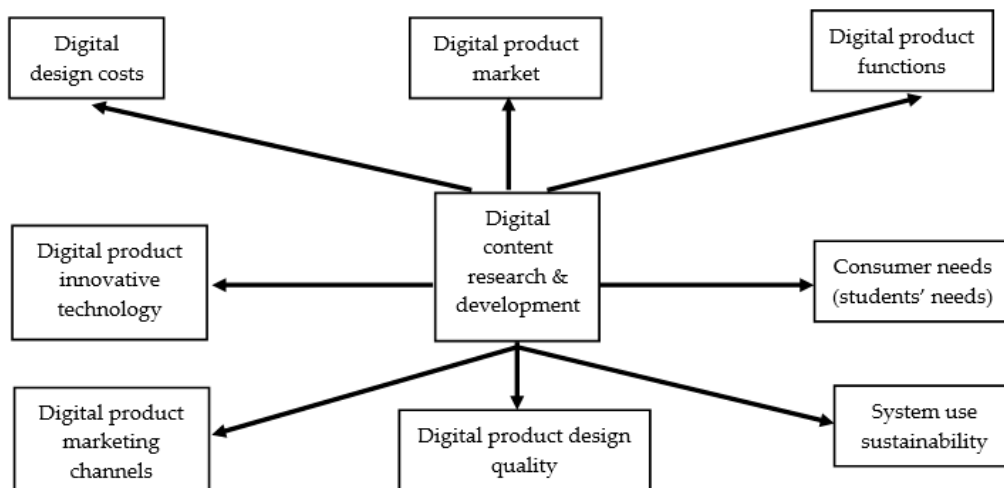 Digital
design costs
Digital product
market
Digital product
functions
Digital
content
research &
development
Digital product
innovative
technology
Consumer needs
(students’ needs)
Digital product
marketing
channels
Digital product design
quality
System use
sustainability